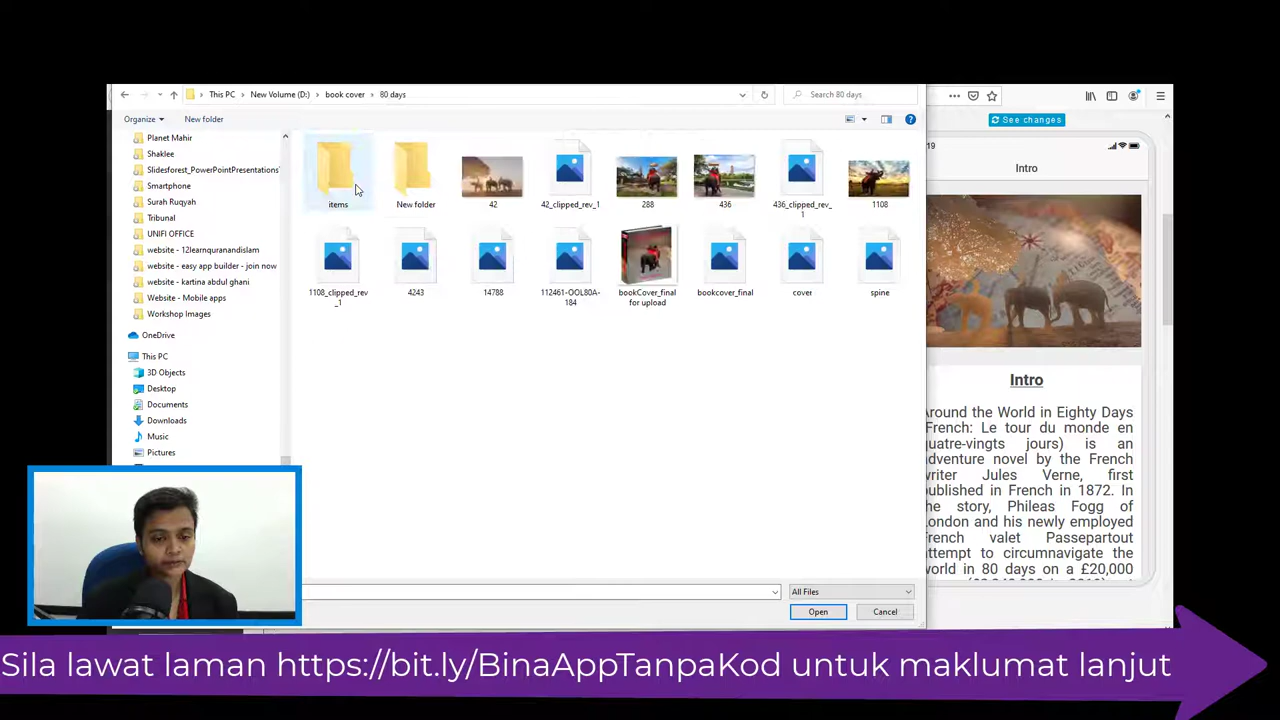 This PC > New Volume (D:) > book cover > 80 days
Search 80 days
Organize
New folder
Planet Mahir
Shaklee
Slidesforest_PowerPointPresentations'
Smartphone
Surah Ruqyah
Tribunal
UNIFI OFFICE
website - 12learnquranandislam
website - easy app builder - join now
website - kartina abdul ghani
Website - Mobile apps
Workshop Images
OneDrive
This PC
3D Objects
Desktop
Documents
Downloads
Music
Pictures
items
New folder
42
42_clipped_rev_1
288
436
436_clipped_rev_
1
1108
1108_clipped_rev
_1
4243
14788
112461-OOL80A-
184
bookCover_final
for upload
bookcover_final
cover
spine
All Files
Open
Cancel
See changes
19
Intro
Intro
Around the World in Eighty Days
French: Le tour du monde en
quatre-vingts jours) is an
adventure novel by the French
writer Jules Verne, first
published in French in 1872. In
the story, Phileas Fogg of
London and his newly employed
French valet Passepartout
attempt to circumnavigate the
world in 80 days on a £20,000
Sila lawat laman https://bit.ly/BinaAppTanpaKod untuk maklumat lanjut